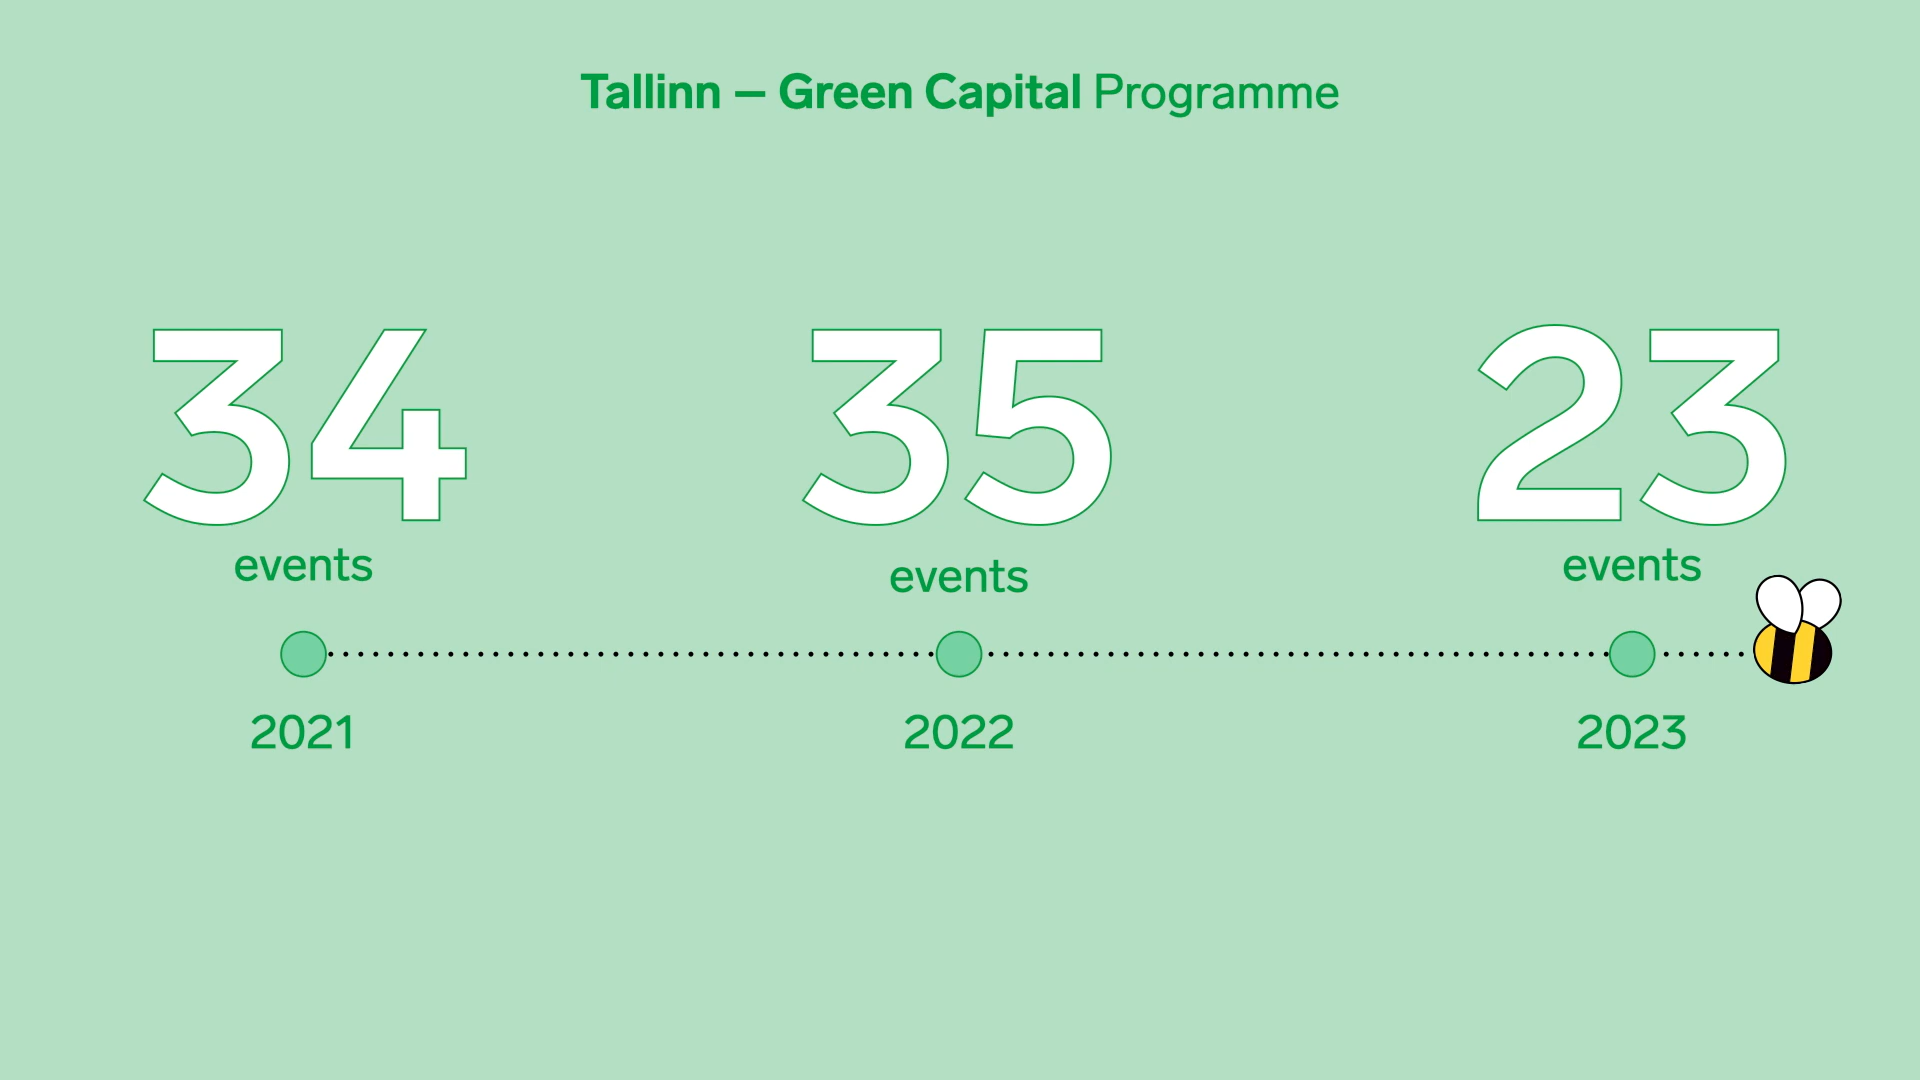 Tallinn – Green Capital Programme
34
events
2021
35
events
2022
23
events
2023